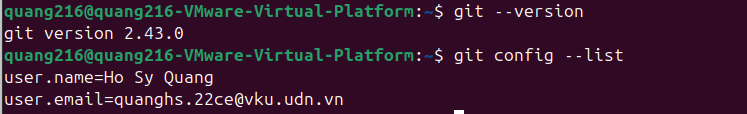 quang216@quang216-VMware-Virtual-Platform:~$ git --version
git version 2.43.0
quang216@quang216-VMware-Virtual-Platform:~$ git config --list
user.name=Ho Sy Quang
user.email=quanghs.22ce@vku.udn.vn